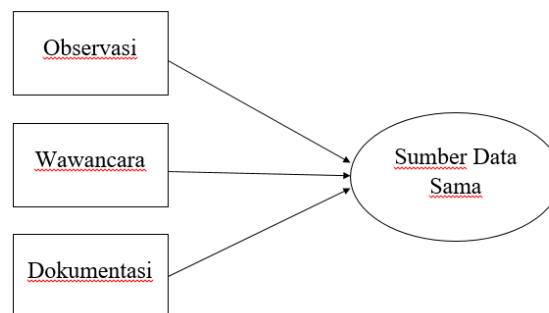 Observasi
Wawancara
Sumber Data
Sama
Dokumentasi